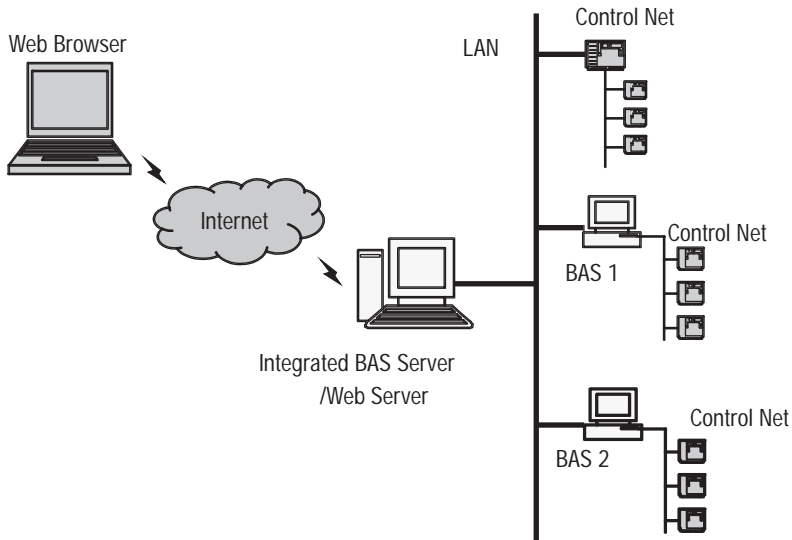 Control Net
Web Browser
LAN
Internet
Control Net
BAS 1
Integrated BAS Server
/Web Server
Control Net
BAS 2